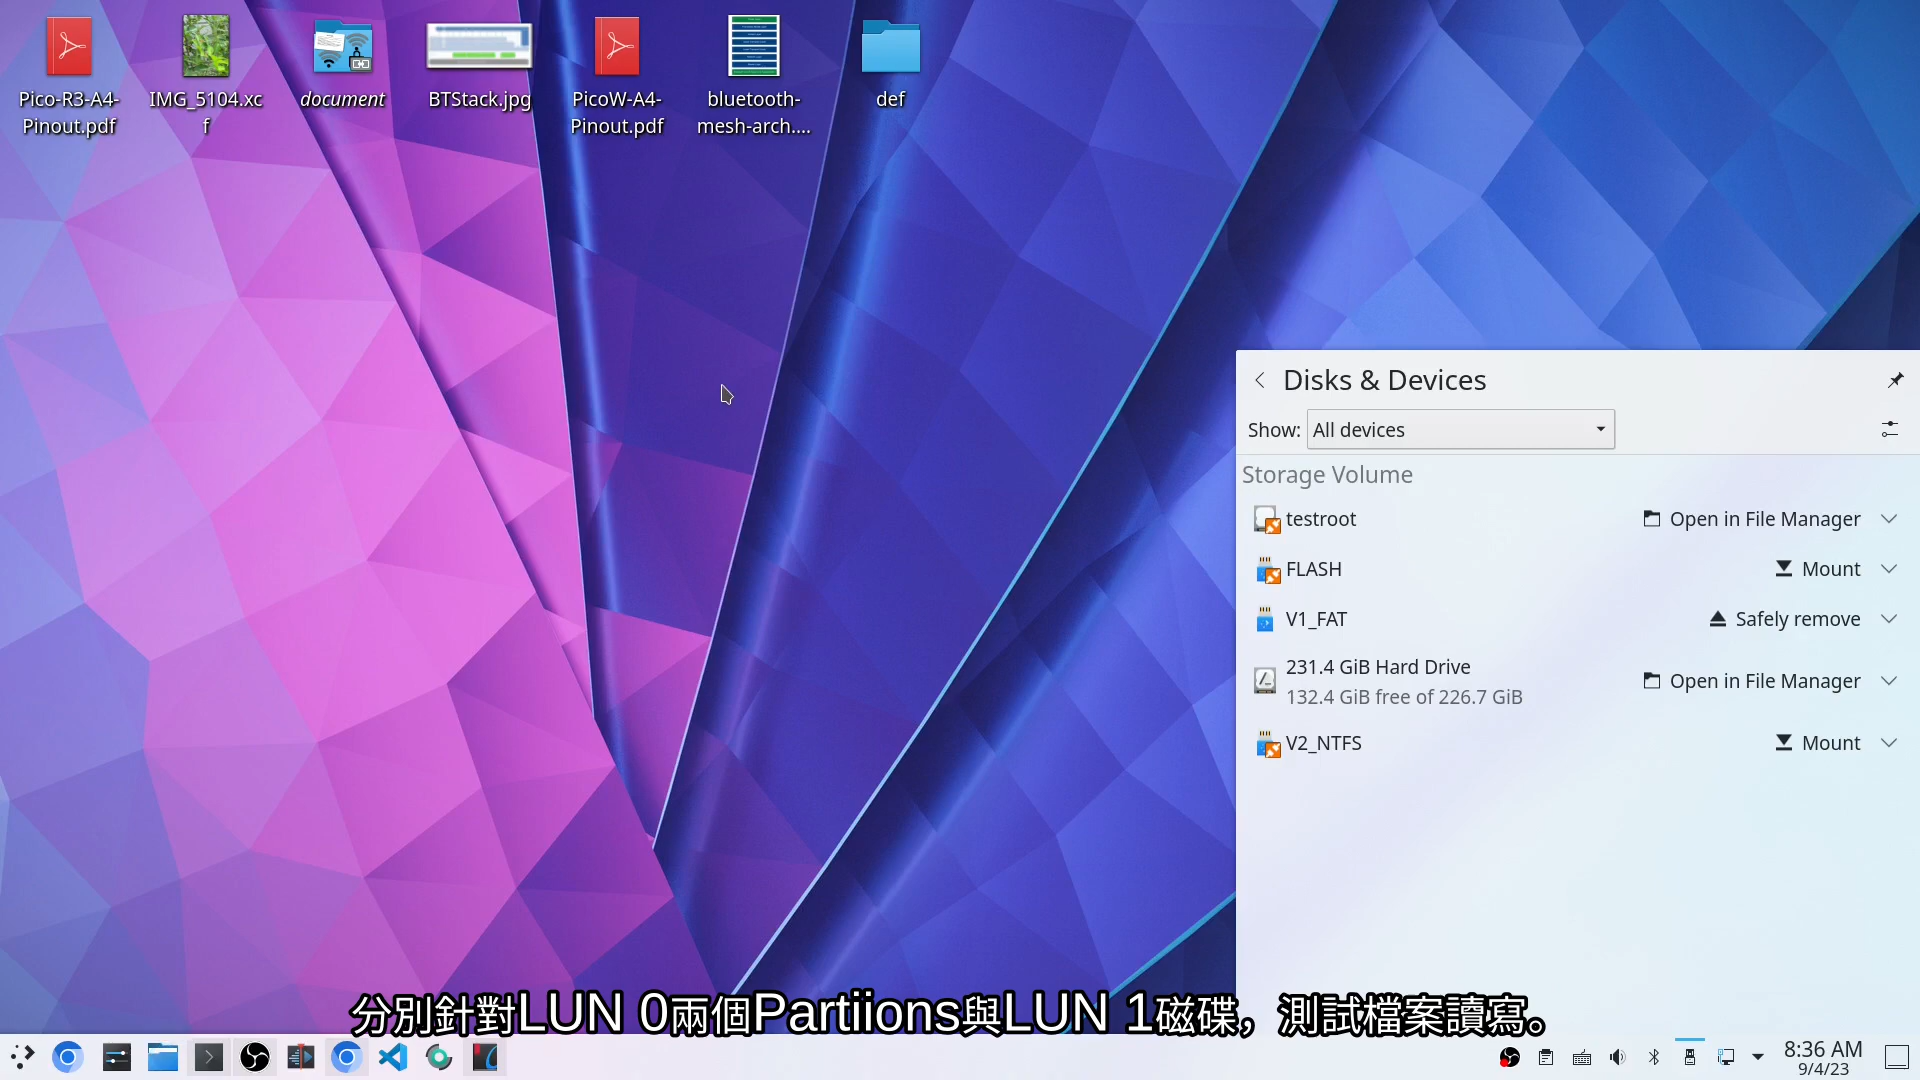 Pico-R3-A4-
Pinout.pdf
IMG_5104.xc
f
document
BTStack.jpg
PicoW-A4-
Pinout.pdf
bluetooth-
mesh-arch....
def
Disks & Devices
Show: All devices
Storage Volume
testroot Open in File Manager
FLASH Mount
V1_FAT Safely remove
231.4 GiB Hard Drive
132.4 GiB free of 226.7 GiB Open in File Manager
V2_NTFS Mount
分別針對LUN 0兩個Partiions與LUN 1磁碟，測試檔案讀寫。
8:36 AM
9/4/23